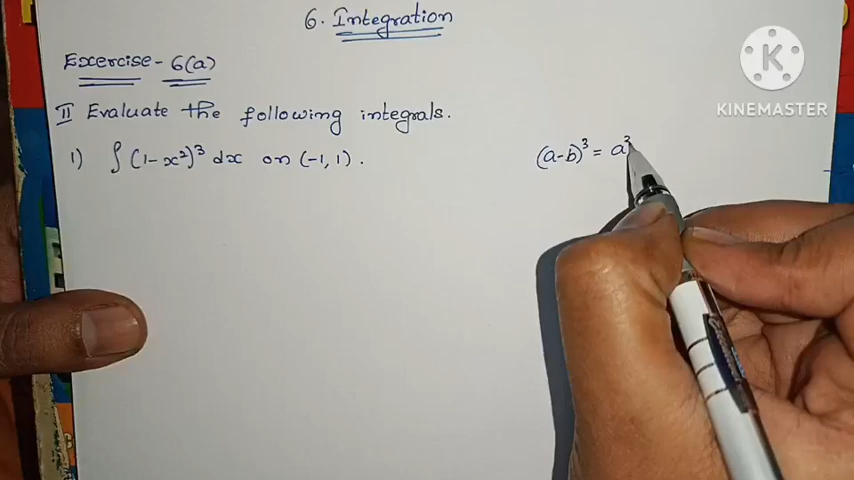 6. Integration
Exercise - 6(a)
II Evaluate the following integrals.
1) ∫ (1-x²)³ dx on (-1, 1).
(a-b)³ = a³
KINEMASTER